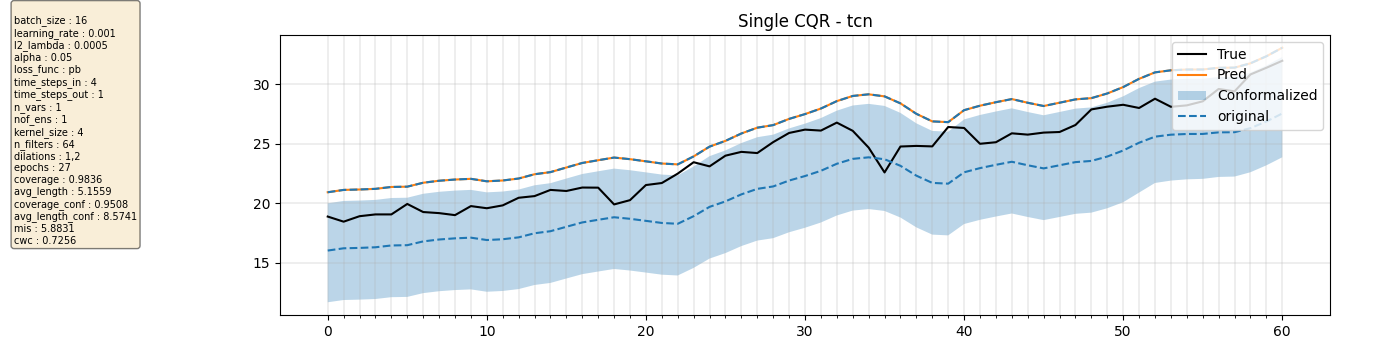 Single CQR - tcn
batch_size : 16
learning_rate : 0.001
l2_lambda : 0.0005
alpha : 0.05
loss_func : pb
time_steps_in : 4
time_steps_out : 1
n_vars : 1
nof_ens : 1
kernel_size : 4
n_filters : 64
dilations : 1,2
epochs : 27
coverage : 0.9836
avg_length : 5.1559
coverage_conf : 0.9508
avg_length_conf : 8.5741
mis : 5.8831
cwc : 0.7256
30
25
20
15
0 10 20 30 40 50 60
True
Pred
Conformalized
original